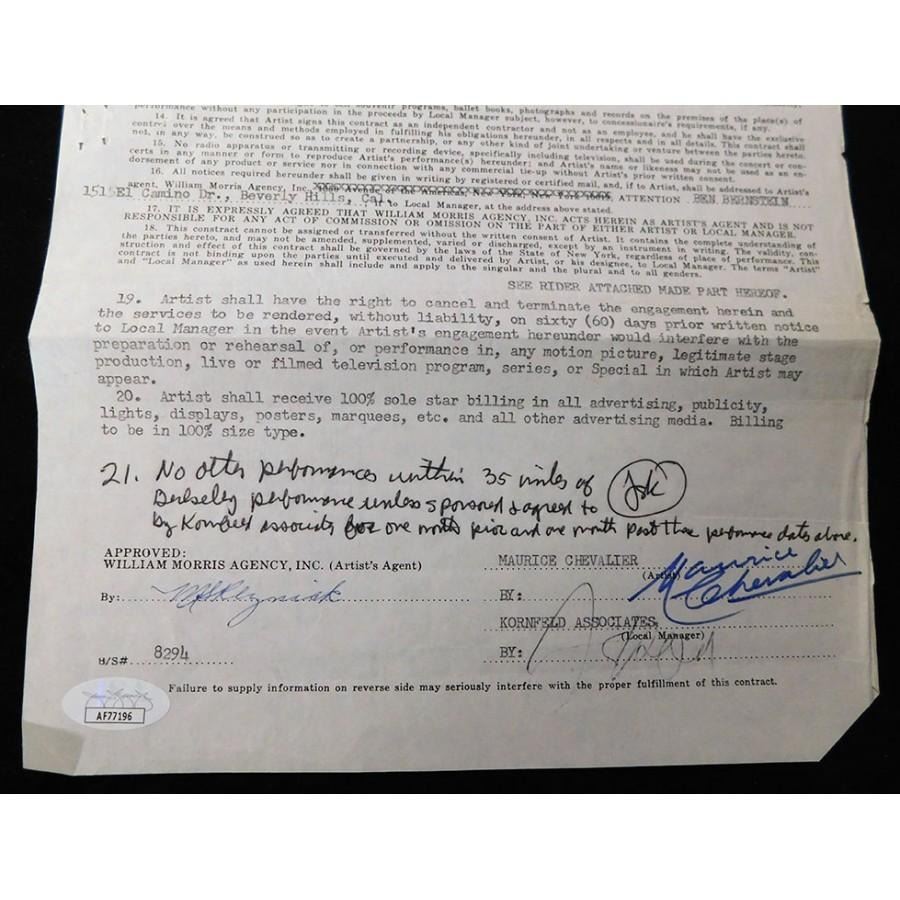 performance without any participation in the proceeds by Local Manager subject, however, to concessionaire's requirements, if any.
14. It is agreed that Artist signs this contract as an independent contractor and not as an employee, and he shall have the exclusive
control over the means and methods employed in fulfilling his obligations hereunder, in all respects and in all details. This contract shall
not, in any way, be construed so as to create a partnership, or any other kind of joint undertaking or venture between the parties hereto.
15. No radio apparatus or transmitting or recording device, specifically including television, shall be used during the concert or con-
certs in any manner or form to reproduce Artist's performance(s) hereunder; and Artist's name or likeness may not be used as an en-
dorsement of any product or service nor in connection with any commercial tie-up without Artist's prior written consent.
16. All notices required hereunder shall be given in writing by registered or certified mail, and, if to Artist, shall be addressed to Artist's
agent, William Morris Agency, Inc. of the Americas, New York, New York ATTENTION BEN BERNSTEIN
151 El Camino Dr., Beverly Hills, Cal. to Local Manager, at the address above stated.
17. IT IS EXPRESSLY AGREED THAT WILLIAM MORRIS AGENCY, INC. ACTS HEREIN AS ARTIST'S AGENT AND IS NOT
RESPONSIBLE FOR ANY ACT OF COMMISSION OR OMISSION ON THE PART OF EITHER ARTIST OR LOCAL MANAGER.
18. This contract cannot be assigned or transferred without the written consent of Artist. It contains the complete understanding of
the parties hereto, and may not be amended, supplemented, varied or discharged, except by an instrument in writing. The validity, con-
struction and effect of this contract shall be governed by the laws of the State of New York, regardless of place of performance. This
contract is not binding upon the parties until executed and delivered by Artist, or his designee, to Local Manager. The terms "Artist"
and "Local Manager" as used herein shall include and apply to the singular and the plural and to all genders.
SEE RIDER ATTACHED MADE PART HEREOF.
19. Artist shall have the right to cancel and terminate the engagement herein and
the services to be rendered, without liability, on sixty (60) days prior written notice
to Local Manager in the event Artist's engagement hereunder would interfere with the
preparation or rehearsal of, or performance in, any motion picture, legitimate stage
production, live or filmed television program, series, or Special in which Artist may
appear.
20. Artist shall receive 100% sole star billing in all advertising, publicity,
lights, displays, posters, marquees, etc. and all other advertising media. Billing
to be in 100% size type.
21. No other performances within 35 miles of
Berkeley performance unless sponsored & agreed to
by Kornfeld associates for one month prior and one month past these performance dates above.
APPROVED:
WILLIAM MORRIS AGENCY, INC. (Artist's Agent)
By:
B/S# 8294
MAURICE CHEVALIER
(Artist)
BY: Maurice Chevalier
KORNFELD ASSOCIATES,
(Local Manager)
BY:
Failure to supply information on reverse side may seriously interfere with the proper fulfillment of this contract.
AF77196